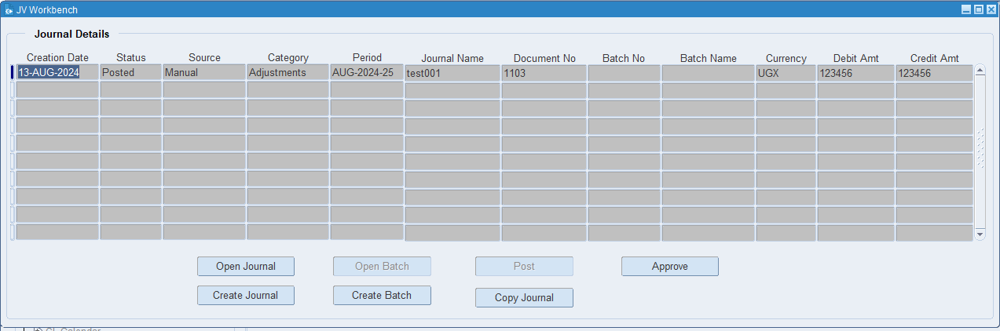 JV Workbench
Journal Details
Creation Date Status Source Category Period Journal Name Document No Batch No Batch Name Currency Debit Amt Credit Amt
13-AUG-2024 Posted Manual Adjustments AUG-2024-25 test001 1103 UGX 123456 123456
Open Journal Open Batch Post Approve
Create Journal Create Batch Copy Journal